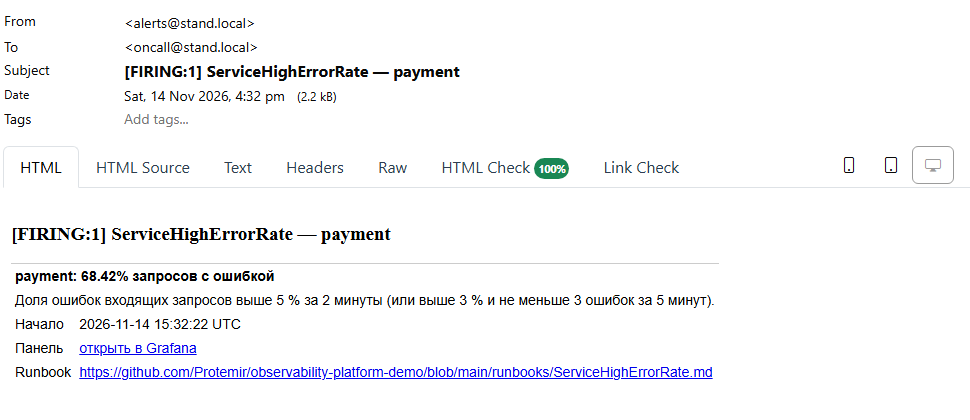 From <alerts@stand.local>
To <oncall@stand.local>
Subject [FIRING:1] ServiceHighErrorRate — payment
Date Sat, 14 Nov 2026, 4:32 pm (2.2 kB)
Tags Add tags...
HTML HTML Source Text Headers Raw HTML Check 100% Link Check
[FIRING:1] ServiceHighErrorRate — payment
payment: 68.42% запросов с ошибкой
Доля ошибок входящих запросов выше 5 % за 2 минуты (или выше 3 % и не меньше 3 ошибок за 5 минут).
Начало 2026-11-14 15:32:22 UTC
Панель открыть в Grafana
Runbook https://github.com/Protemir/observability-platform-demo/blob/main/runbooks/ServiceHighErrorRate.md